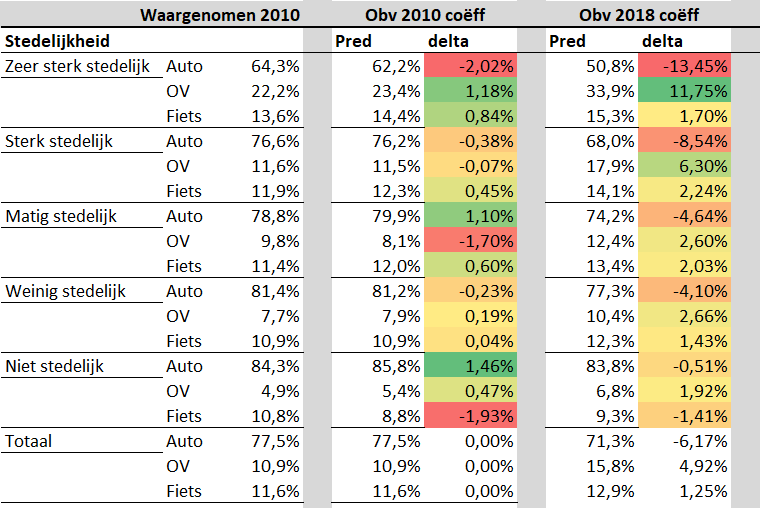 Waargenomen 2010 Obv 2010 coëff Obv 2018 coëff
Stedelijkheid Pred delta Pred delta
Zeer sterk stedelijk Auto 64,3% 62,2% -2,02% 50,8% -13,45%
OV 22,2% 23,4% 1,18% 33,9% 11,75%
Fiets 13,6% 14,4% 0,84% 15,3% 1,70%
Sterk stedelijk Auto 76,6% 76,2% -0,38% 68,0% -8,54%
OV 11,6% 11,5% -0,07% 17,9% 6,30%
Fiets 11,9% 12,3% 0,45% 14,1% 2,24%
Matig stedelijk Auto 78,8% 79,9% 1,10% 74,2% -4,64%
OV 9,8% 8,1% -1,70% 12,4% 2,60%
Fiets 11,4% 12,0% 0,60% 13,4% 2,03%
Weinig stedelijk Auto 81,4% 81,2% -0,23% 77,3% -4,10%
OV 7,7% 7,9% 0,19% 10,4% 2,66%
Fiets 10,9% 10,9% 0,04% 12,3% 1,43%
Niet stedelijk Auto 84,3% 85,8% 1,46% 83,8% -0,51%
OV 4,9% 5,4% 0,47% 6,8% 1,92%
Fiets 10,8% 8,8% -1,93% 9,3% -1,41%
Totaal Auto 77,5% 77,5% 0,00% 71,3% -6,17%
OV 10,9% 10,9% 0,00% 15,8% 4,92%
Fiets 11,6% 11,6% 0,00% 12,9% 1,25%